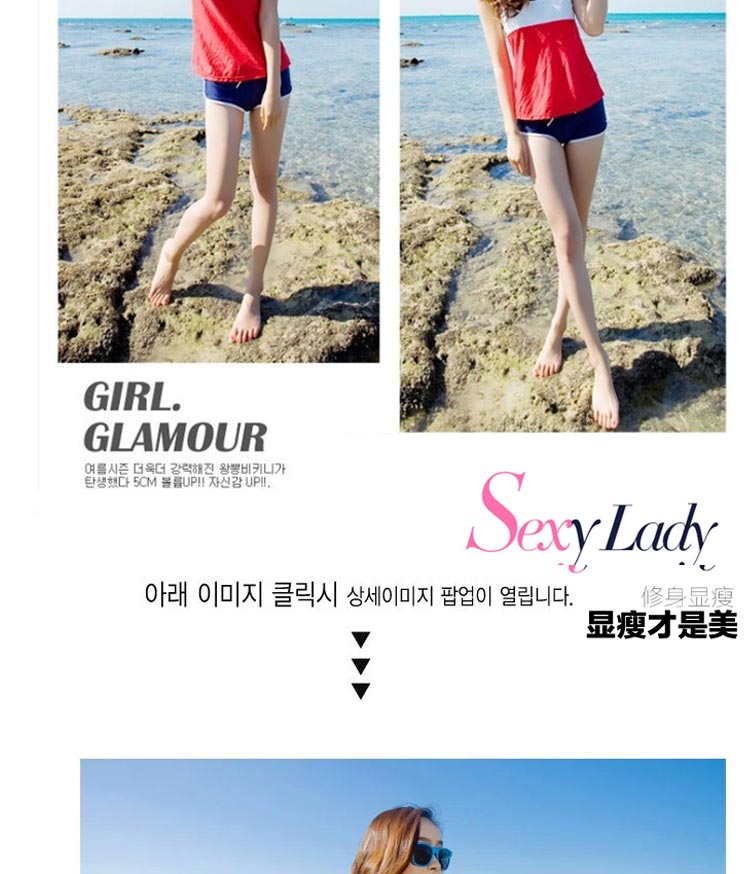 GIRL.
GLAMOUR
여름시즌 더욱더 강력해진 왕뽕비키니가
탄생했다 5CM 볼륨UP!! 자신감 UP!!,
Sexy Lady
아래 이미지 클릭시 상세이미지 팝업이 열립니다.
修身显瘦
显瘦才是美